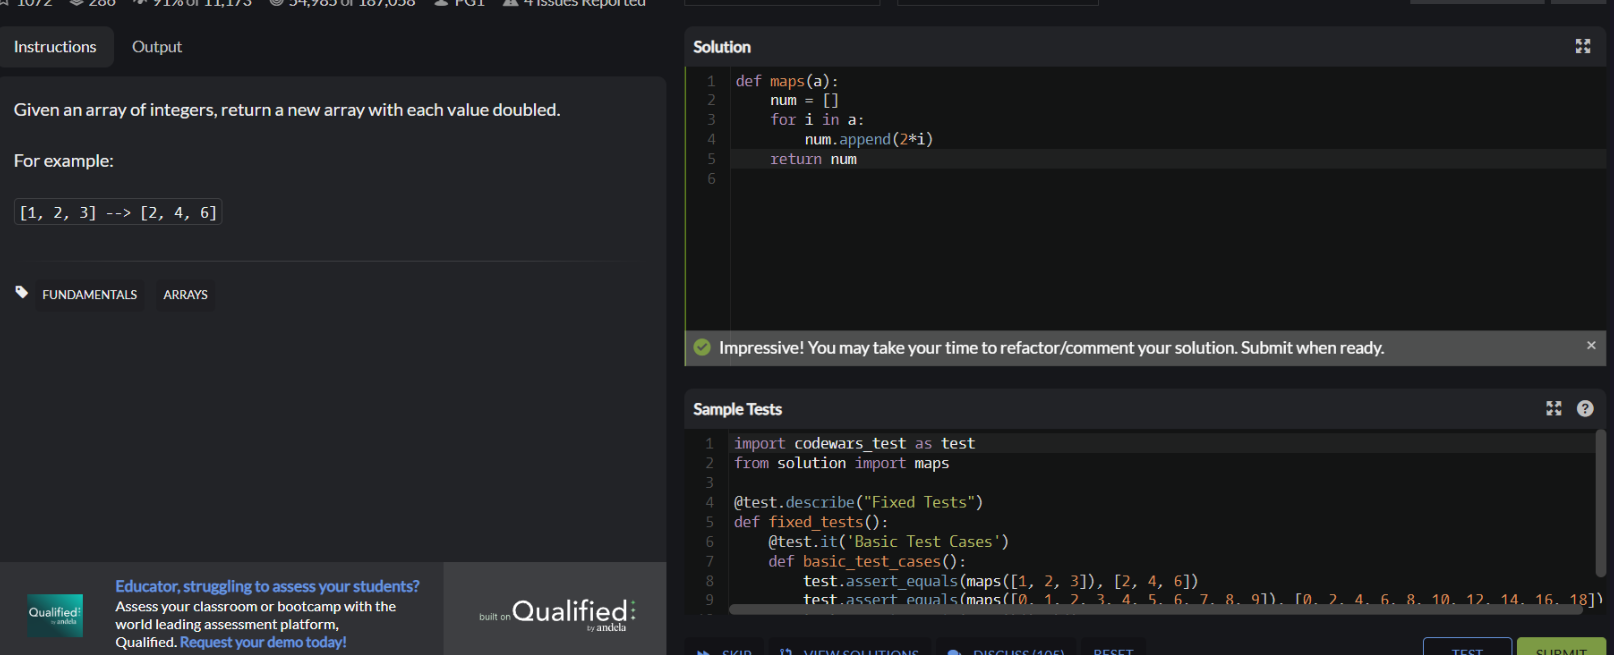 1072 286 91% of 11,173 54,985 of 187,058 FG1 4 Issues Reported
Instructions Output
Given an array of integers, return a new array with each value doubled.
For example:
[1, 2, 3] --> [2, 4, 6]
FUNDAMENTALS ARRAYS
Qualified
by andela
Educator, struggling to assess your students?
Assess your classroom or bootcamp with the
world leading assessment platform,
Qualified. Request your demo today!
built on Qualified
by andela
Solution
1 def maps(a):
2     num = []
3     for i in a:
4         num.append(2*i)
5     return num
6
Impressive! You may take your time to refactor/comment your solution. Submit when ready.
Sample Tests
1 import codewars_test as test
2 from solution import maps
3
4 @test.describe("Fixed Tests")
5 def fixed_tests():
6     @test.it('Basic Test Cases')
7     def basic_test_cases():
8         test.assert_equals(maps([1, 2, 3]), [2, 4, 6])
9         test.assert_equals(maps([0, 1, 2, 3, 4, 5, 6, 7, 8, 9]), [0, 2, 4, 6, 8, 10, 12, 14, 16, 18])
SKIP VIEW SOLUTIONS DISCUSS (105) RESET TEST SUBMIT